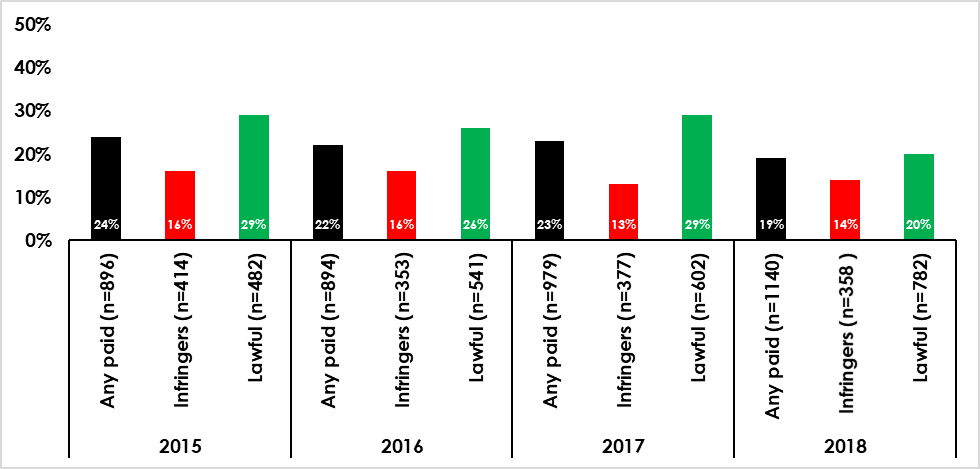 50%
40%
30%
20%
10%
0%
24%
16%
29%
22%
16%
26%
23%
13%
29%
19%
14%
20%
Any paid (n=896)
Infringers (n=414)
Lawful (n=482)
Any paid (n=894)
Infringers (n=353)
Lawful (n=541)
Any paid (n=979)
Infringers (n=377)
Lawful (n=602)
Any paid (n=1140)
Infringers (n=358 )
Lawful (n=782)
2015
2016
2017
2018